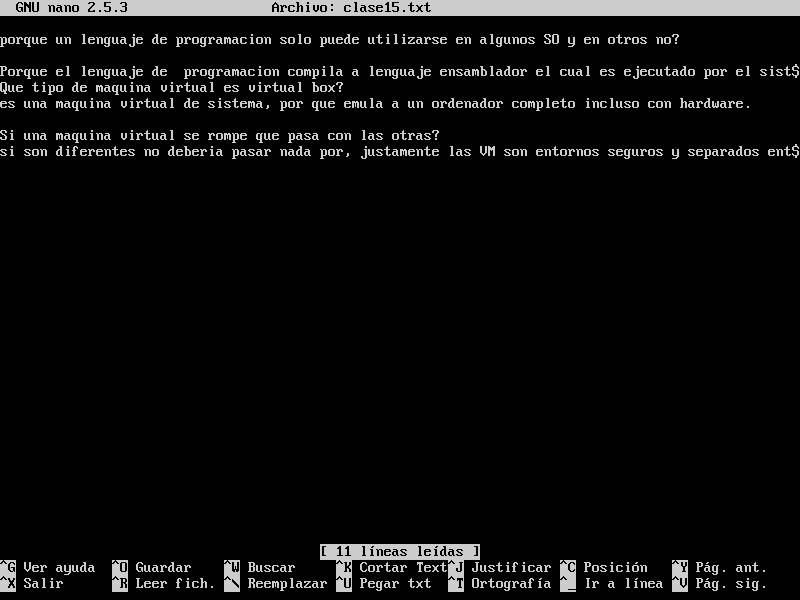 GNU nano 2.5.3 Archivo: clase15.txt
porque un lenguaje de programacion solo puede utilizarse en algunos SO y en otros no?
Porque el lenguaje de  programacion compila a lenguaje ensamblador el cual es ejecutado por el sist$
Que tipo de maquina virtual es virtual box?
es una maquina virtual de sistema, por que emula a un ordenador completo incluso con hardware.
Si una maquina virtual se rompe que pasa con las otras?
si son diferentes no deberia pasar nada por, justamente las VM son entornos seguros y separados ent$
[ 11 líneas leídas ]
^G Ver ayuda ^O Guardar ^W Buscar ^K Cortar Text^J Justificar ^C Posición ^Y Pág. ant.
^X Salir ^R Leer fich. ^\ Reemplazar ^U Pegar txt ^T Ortografía ^_ Ir a línea ^V Pág. sig.